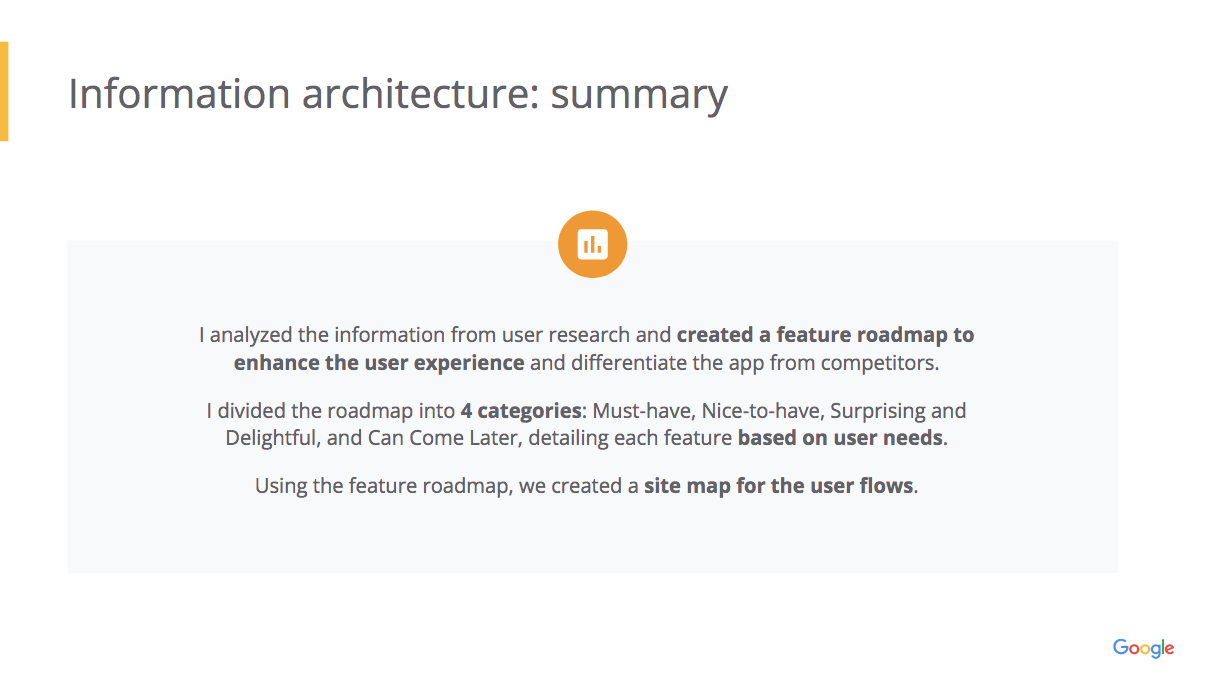 Information architecture: summary
I analyzed the information from user research and created a feature roadmap to
enhance the user experience and differentiate the app from competitors.
I divided the roadmap into 4 categories: Must-have, Nice-to-have, Surprising and
Delightful, and Can Come Later, detailing each feature based on user needs.
Using the feature roadmap, we created a site map for the user flows.
Google